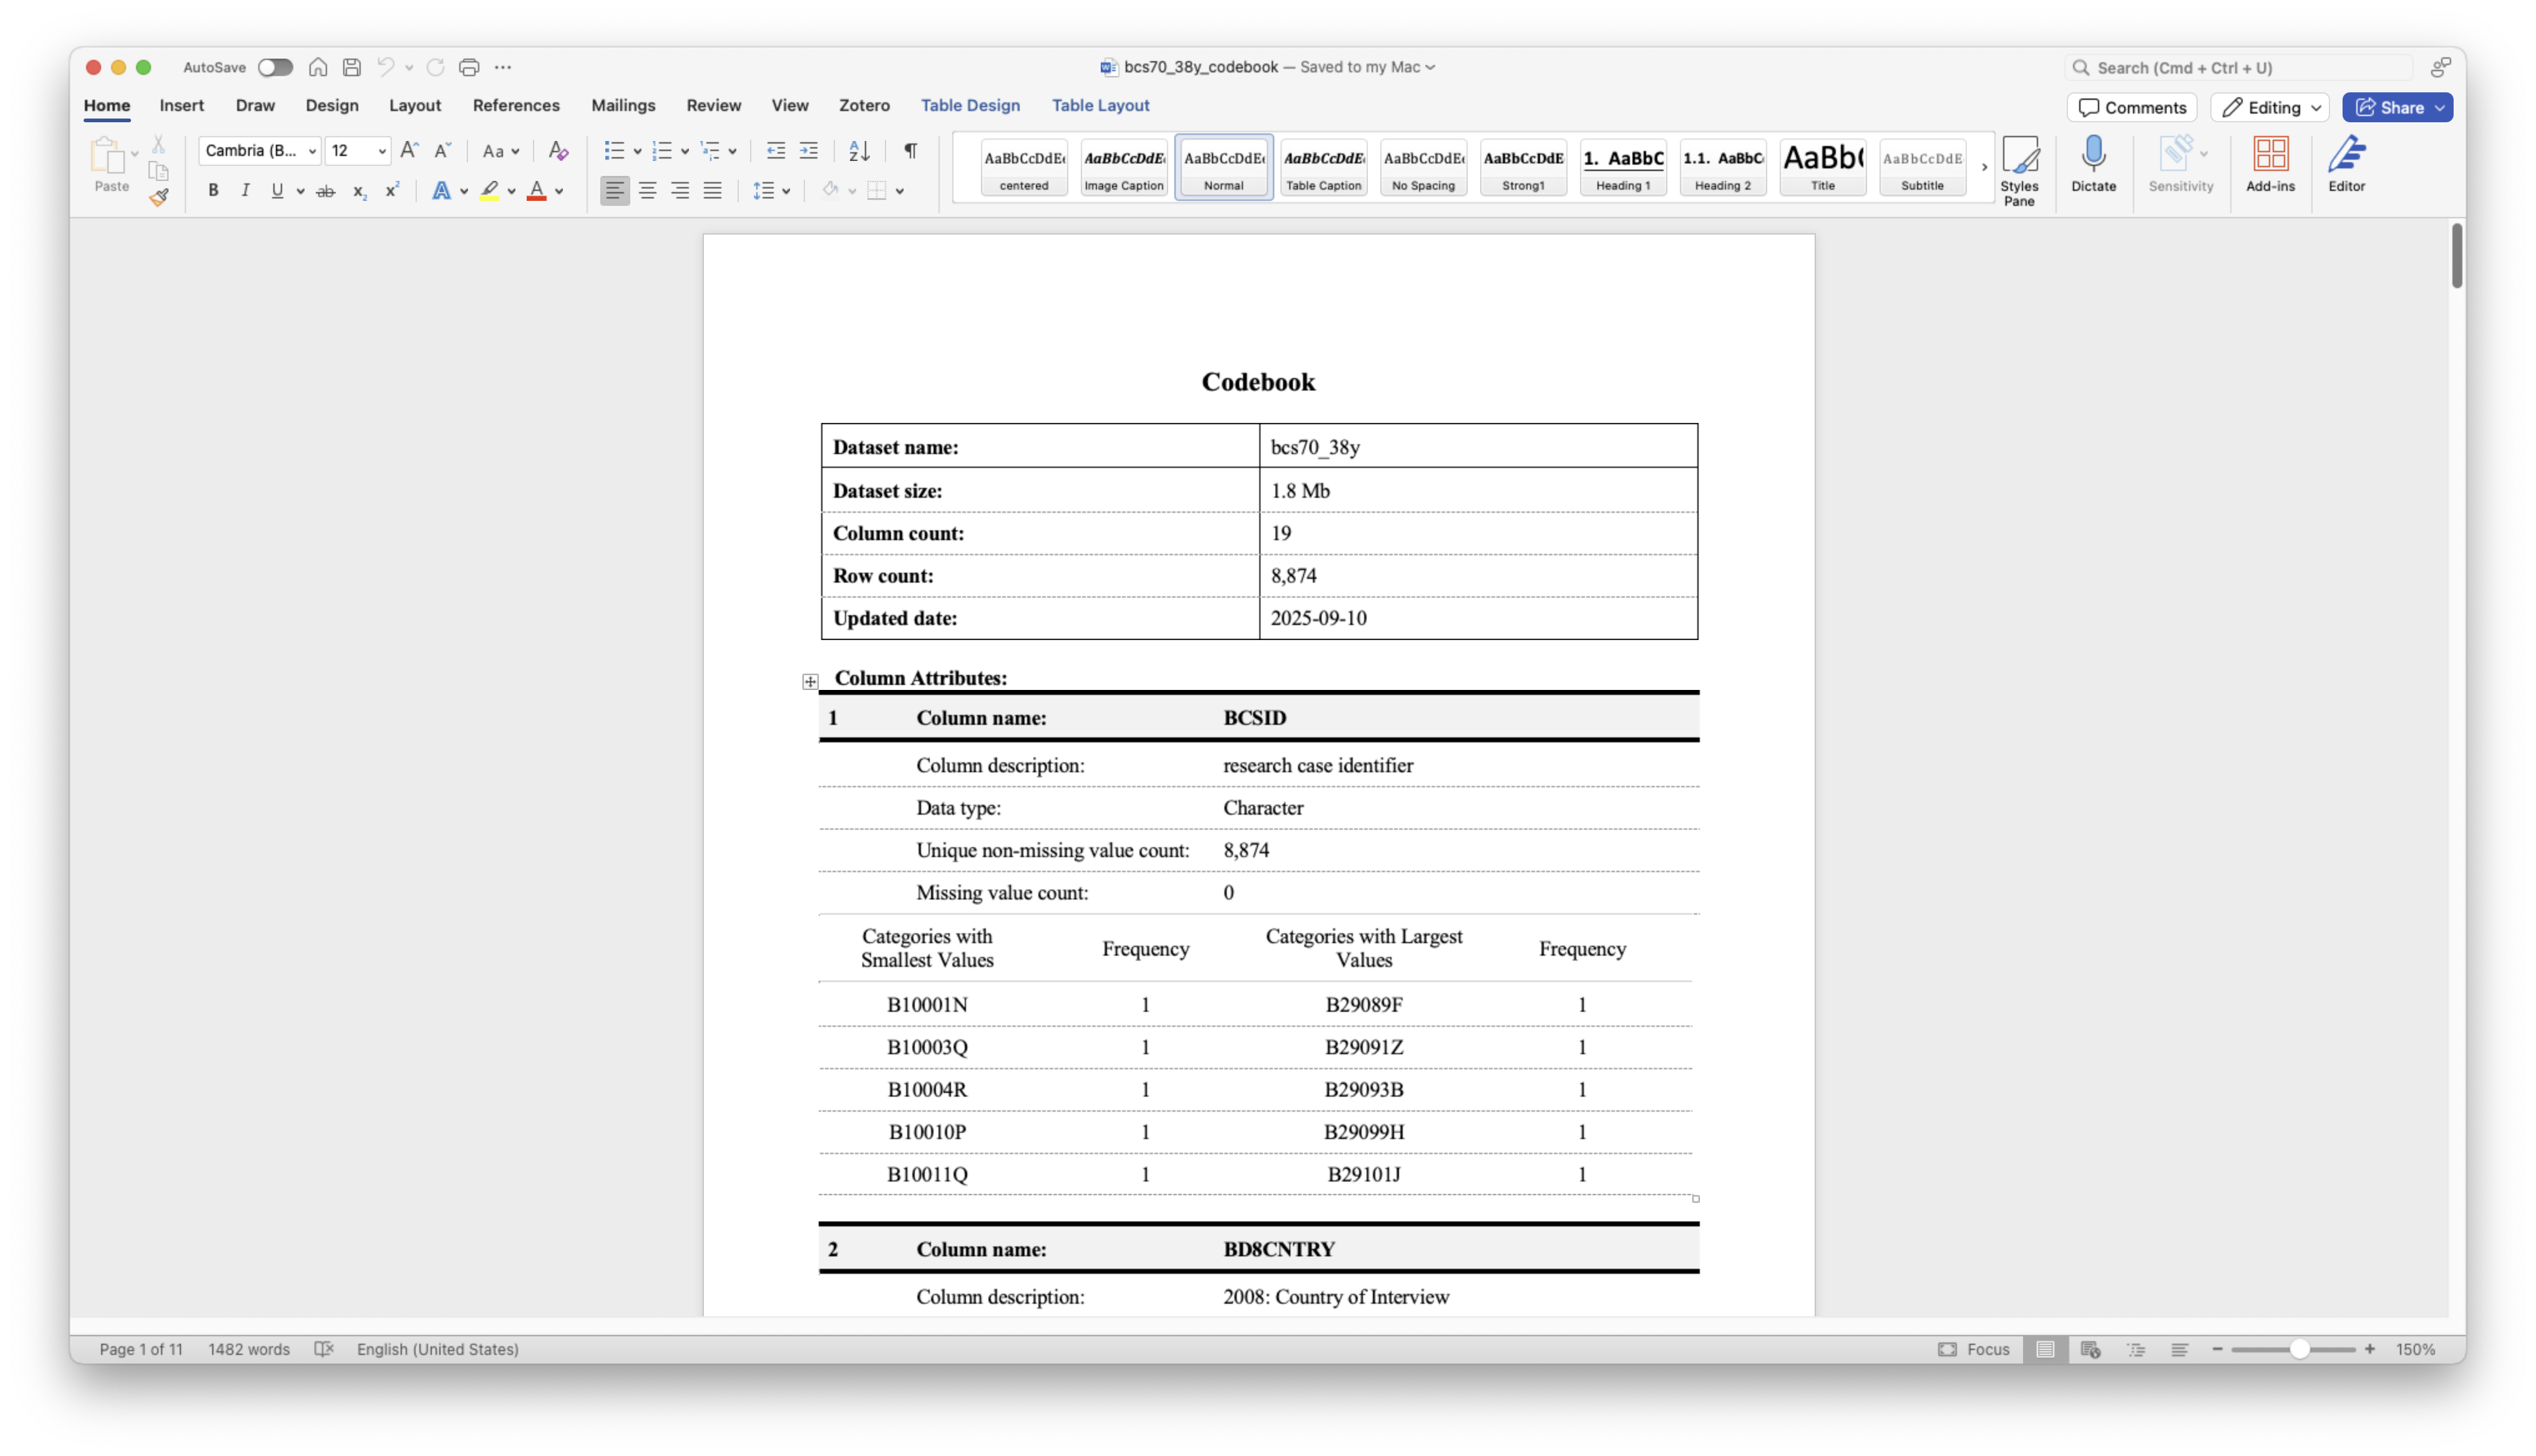 AutoSave
bcs70_38y_codebook — Saved to my Mac
Search (Cmd + Ctrl + U)
Home Insert Draw Design Layout References Mailings Review View Zotero Table Design Table Layout
Comments Editing Share
Paste
Cambria (B... 12
Aa
AaBbCcDdEe AaBbCcDdE AaBbCcDdEe AaBbCcDdE AaBbCcDdEe AaBbCcDdE 1. AaBbC 1.1. AaBbC AaBb( AaBbCcDdE
centered Image Caption Normal Table Caption No Spacing Strong1 Heading 1 Heading 2 Title Subtitle
Styles Pane Dictate Sensitivity Add-ins Editor
Codebook
Dataset name: bcs70_38y
Dataset size: 1.8 Mb
Column count: 19
Row count: 8,874
Updated date: 2025-09-10
Column Attributes:
1 Column name: BCSID
Column description: research case identifier
Data type: Character
Unique non-missing value count: 8,874
Missing value count: 0
Categories with Smallest Values Frequency Categories with Largest Values Frequency
B10001N 1 B29089F 1
B10003Q 1 B29091Z 1
B10004R 1 B29093B 1
B10010P 1 B29099H 1
B10011Q 1 B29101J 1
2 Column name: BD8CNTRY
Column description: 2008: Country of Interview
Page 1 of 11 1482 words English (United States) Focus 150%